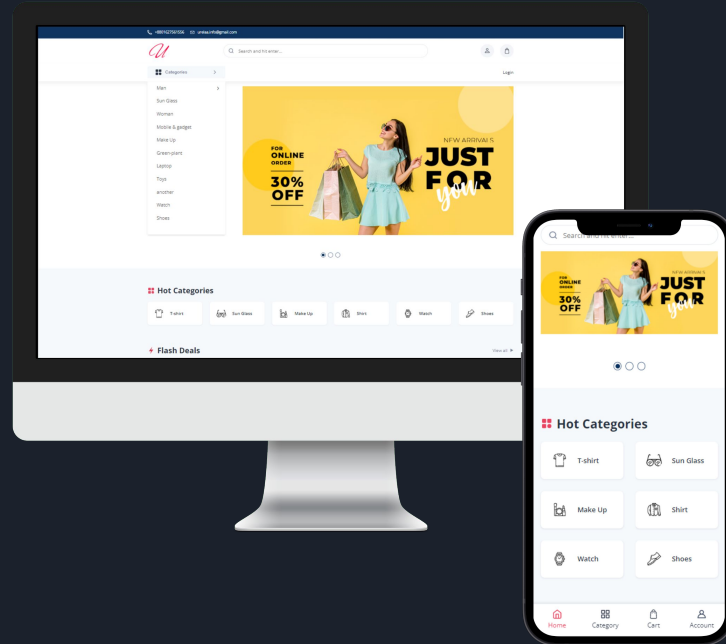 +8801627561556 uniisa.info@gmail.com
U
Search and hit enter...
Categories
Login
Man
Sun Glass
Woman
Mobile & gadget
Make Up
Green-plant
Laptop
Toys
another
Watch
Shoes
FOR
ONLINE
ORDER
30%
OFF
NEW ARRIVALS
JUST
FOR
you
Hot Categories
T-shirt
Sun Glass
Make Up
Shirt
Watch
Shoes
Flash Deals
View all
Search and hit enter...
FOR
ONLINE
ORDER
30%
OFF
NEW ARRIVALS
JUST
FOR
you
Hot Categories
T-shirt
Sun Glass
Make Up
Shirt
Watch
Shoes
Home
Category
Cart
Account